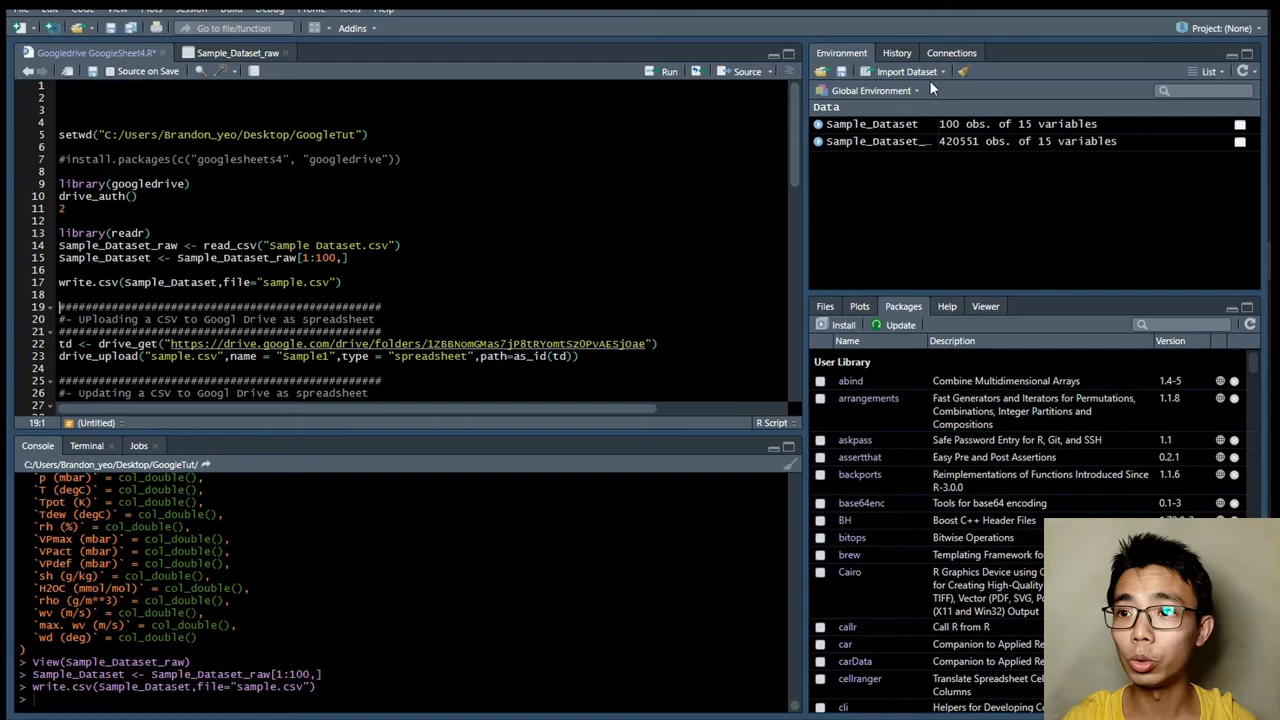 Go to file/function
Addins
Project: (None)
Googledrive GoogleSheet4.R*
Sample_Dataset_raw
Source on Save
Run
Source
1
2
3
4
5 setwd("C:/Users/Brandon_yeo/Desktop/GoogleTut")
6
7 #install.packages(c("googlesheets4", "googledrive"))
8
9 library(googledrive)
10 drive_auth()
11 2
12
13 library(readr)
14 Sample_Dataset_raw <- read_csv("Sample Dataset.csv")
15 Sample_Dataset <- Sample_Dataset_raw[1:100,]
16
17 write.csv(Sample_Dataset,file="sample.csv")
18
19 #################################################
20 #- UPloading a CSV to Googl Drive as spreadsheet
21 #################################################
22 td <- drive_get("https://drive.google.com/drive/folders/1ZBBNomGMas7jP8tRYomtSzOPvAESjOae")
23 drive_upload("sample.csv",name = "Sample1",type = "spreadsheet",path=as_id(td))
24
25 #################################################
26 #- Updating a CSV to Googl Drive as spreadsheet
27
19:1
(Untitled)
R Script
Console
Terminal
Jobs
C:/Users/Brandon_yeo/Desktop/GoogleTut/
`p (mbar)` = col_double(),
`T (degC)` = col_double(),
`Tpot (K)` = col_double(),
`Tdew (degC)` = col_double(),
`rh (%)` = col_double(),
`VPmax (mbar)` = col_double(),
`VPact (mbar)` = col_double(),
`VPdef (mbar)` = col_double(),
`sh (g/kg)` = col_double(),
`H2OC (mmol/mol)` = col_double(),
`rho (g/m**3)` = col_double(),
`wv (m/s)` = col_double(),
`max. wv (m/s)` = col_double(),
`wd (deg)` = col_double()
)
> View(Sample_Dataset_raw)
> Sample_Dataset <- Sample_Dataset_raw[1:100,]
> write.csv(Sample_Dataset,file="sample.csv")
>
Environment
History
Connections
Import Dataset
List
Global Environment
Data
Sample_Dataset 100 obs. of 15 variables
Sample_Dataset_… 420551 obs. of 15 variables
Files
Plots
Packages
Help
Viewer
Install
Update
Name Description Version
User Library
abind Combine Multidimensional Arrays 1.4-5
arrangements Fast Generators and Iterators for Permutations, 1.1.8
Combinations, Integer Partitions and
Compositions
askpass Safe Password Entry for R, Git, and SSH 1.1
assertthat Easy Pre and Post Assertions 0.2.1
backports Reimplementations of Functions Introduced Since 1.1.6
R-3.0.0
base64enc Tools for base64 encoding 0.1-3
BH Boost C++ Header Files
bitops Bitwise Operations
brew Templating Framework fo
Cairo R Graphics Device using C
for Creating High-Quality
TIFF), Vector (PDF, SVG, Po
(X11 and Win32) Output
callr Call R from R
car Companion to Applied Re
carData Companion to Applied Re
cellranger Translate Spreadsheet Cel
Columns
cli Helpers for Developing Co